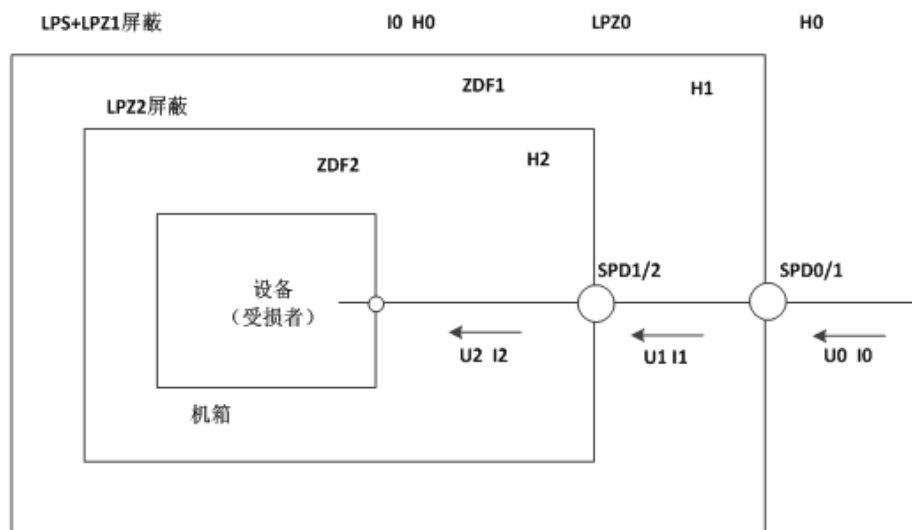 LPS+LPZ1屏蔽 I0 H0 LPZ0 H0
ZDF1 H1
LPZ2屏蔽
ZDF2 H2
SPD1/2 SPD0/1
设备
（受损者）
U2 I2 U1 I1 U0 I0
机箱